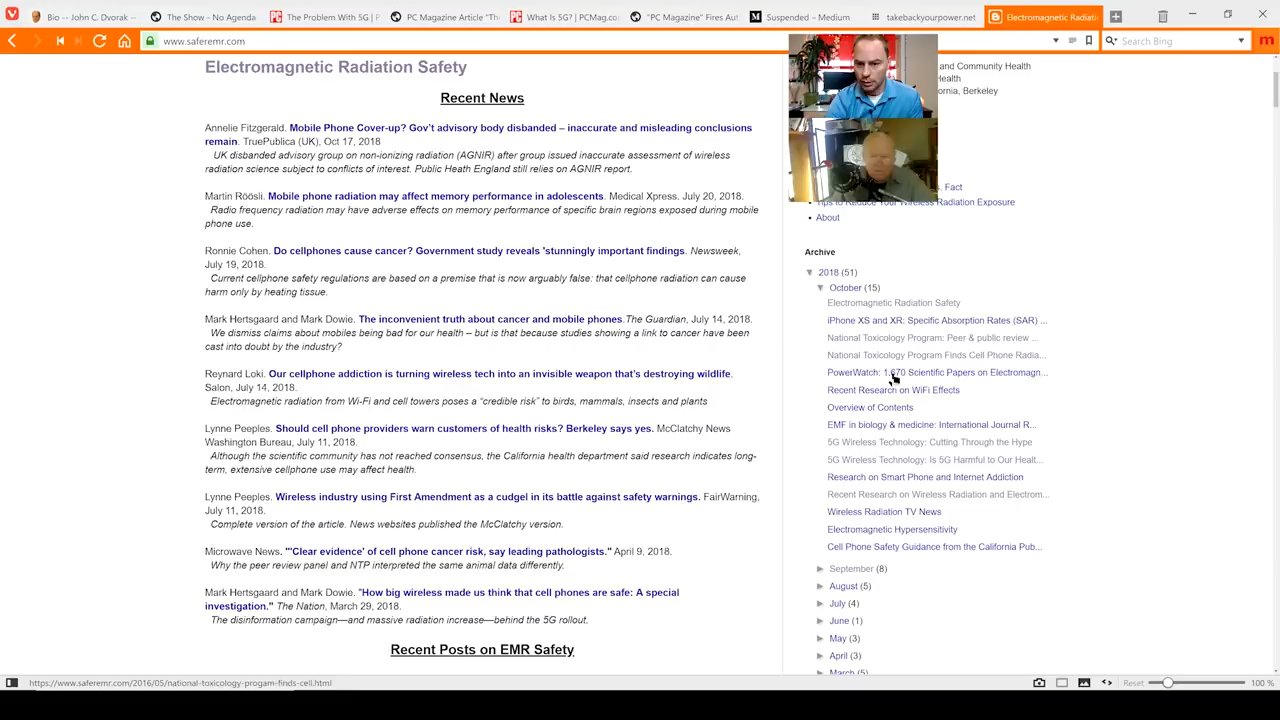 Bio -- John C. Dvorak -- 
The Show - No Agenda
The Problem With 5G | P
PC Magazine Article "Thi
What Is 5G? | PCMag.co
"PC Magazine" Fires Aut
Suspended – Medium
takebackyourpower.net
Electromagnetic Radiati
www.saferemr.com
Search Bing
Electromagnetic Radiation Safety
Recent News
Annelie Fitzgerald. Mobile Phone Cover-up? Gov't advisory body disbanded – inaccurate and misleading conclusions
remain. TruePublica (UK), Oct 17, 2018
UK disbanded advisory group on non-ionizing radiation (AGNIR) after group issued inaccurate assessment of wireless
radiation science subject to conflicts of interest. Public Heath England still relies on AGNIR report.
Martin Röösli. Mobile phone radiation may affect memory performance in adolescents. Medical Xpress. July 20, 2018.
Radio frequency radiation may have adverse effects on memory performance of specific brain regions exposed during mobile
phone use.
Ronnie Cohen. Do cellphones cause cancer? Government study reveals 'stunningly important findings. Newsweek,
July 19, 2018.
Current cellphone safety regulations are based on a premise that is now arguably false: that cellphone radiation can cause
harm only by heating tissue.
Mark Hertsgaard and Mark Dowie. The inconvenient truth about cancer and mobile phones.The Guardian, July 14, 2018.
We dismiss claims about mobiles being bad for our health – but is that because studies showing a link to cancer have been
cast into doubt by the industry?
Reynard Loki. Our cellphone addiction is turning wireless tech into an invisible weapon that's destroying wildlife.
Salon, July 14, 2018.
Electromagnetic radiation from Wi-Fi and cell towers poses a “credible risk” to birds, mammals, insects and plants
Lynne Peeples. Should cell phone providers warn customers of health risks? Berkeley says yes. McClatchy News
Washington Bureau, July 11, 2018.
Although the scientific community has not reached consensus, the California health department said research indicates long-
term, extensive cellphone use may affect health.
Lynne Peeples. Wireless industry using First Amendment as a cudgel in its battle against safety warnings. FairWarning,
July 11, 2018.
Complete version of the article. News websites published the McClatchy version.
Microwave News. "'Clear evidence' of cell phone cancer risk, say leading pathologists." April 9, 2018.
Why the peer review panel and NTP interpreted the same animal data differently.
Mark Hertsgaard and Mark Dowie. "How big wireless made us think that cell phones are safe: A special
investigation." The Nation, March 29, 2018.
The disinformation campaign—and massive radiation increase—behind the 5G rollout.
Recent Posts on EMR Safety
and Community Health
Health
ornia, Berkeley
. Fact
Tips to Reduce Your Wireless Radiation Exposure
About
Archive
▼ 2018 (51)
▼ October (15)
Electromagnetic Radiation Safety
iPhone XS and XR: Specific Absorption Rates (SAR) ...
National Toxicology Program: Peer & public review ...
National Toxicology Program Finds Cell Phone Radia...
PowerWatch: 1,670 Scientific Papers on Electromagn...
Recent Research on WiFi Effects
Overview of Contents
EMF in biology & medicine: International Journal R...
5G Wireless Technology: Cutting Through the Hype
5G Wireless Technology: Is 5G Harmful to Our Healt...
Research on Smart Phone and Internet Addiction
Recent Research on Wireless Radiation and Electrom...
Wireless Radiation TV News
Electromagnetic Hypersensitivity
Cell Phone Safety Guidance from the California Pub...
► September (8)
► August (5)
► July (4)
► June (1)
► May (3)
► April (3)
► March (5)
https://www.saferemr.com/2016/05/national-toxicology-progam-finds-cell.html
Reset
100 %